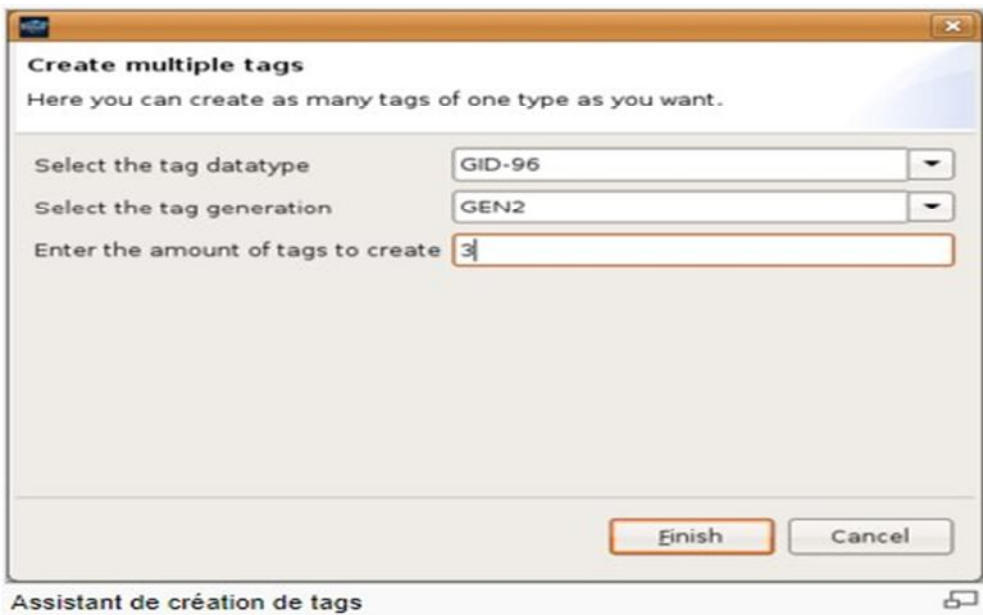 Create multiple tags
Here you can create as many tags of one type as you want.
Select the tag datatype GID-96
Select the tag generation GEN2
Enter the amount of tags to create 3
Finish Cancel
Assistant de création de tags